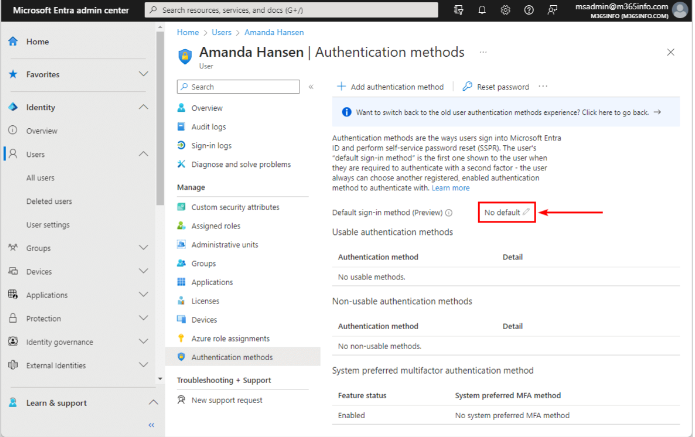 Microsoft Entra admin center
Search resources, services, and docs (G+/)
msadmin@m365info.com
M365INFO (M365INFO.COM)
Home
Favorites
Identity
Overview
Users
All users
Deleted users
User settings
Groups
Devices
Applications
Protection
Identity governance
External Identities
Learn & support
Home > Users > Amanda Hansen
Amanda Hansen | Authentication methods ...
User
Search
Overview
Audit logs
Sign-in logs
Diagnose and solve problems
Manage
Custom security attributes
Assigned roles
Administrative units
Groups
Applications
Licenses
Devices
Azure role assignments
Authentication methods
Troubleshooting + Support
New support request
+ Add authentication method Reset password ...
Want to switch back to the old user authentication methods experience? Click here to go back. →
Authentication methods are the ways users sign into Microsoft Entra
ID and perform self-service password reset (SSPR). The user's
"default sign-in method" is the first one shown to the user when
they are required to authenticate with a second factor - the user
always can choose another registered, enabled authentication
method to authenticate with. Learn more
Default sign-in method (Preview) No default
Usable authentication methods
Authentication method Detail
No usable methods.
Non-usable authentication methods
Authentication method Detail
No non-usable methods.
System preferred multifactor authentication method
Feature status System preferred MFA method
Enabled No system preferred MFA method